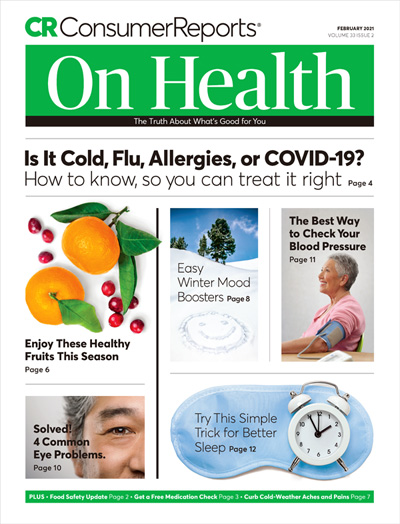 CR ConsumerReports®
FEBRUARY 2021
VOLUME 33 ISSUE 2
On Health
The Truth About What's Good for You
Is It Cold, Flu, Allergies, or COVID-19?
How to know, so you can treat it right Page 4
Enjoy These Healthy
Fruits This Season
Page 6
Easy
Winter Mood
Boosters Page 8
The Best Way
to Check Your
Blood Pressure
Page 11
Solved!
4 Common
Eye Problems.
Page 10
Try This Simple
Trick for Better
Sleep Page 12
PLUS • Food Safety Update Page 2 • Get a Free Medication Check Page 3 • Curb Cold-Weather Aches and Pains Page 7